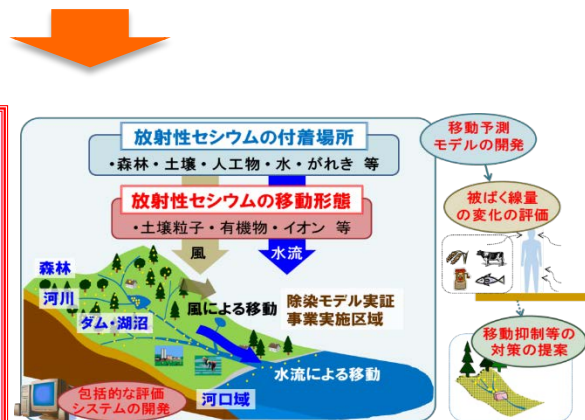 放射性セシウムの付着場所
・森林・土壌・人工物・水・がれき 等
放射性セシウムの移動形態
・土壌粒子・有機物・イオン 等
風
水流
森林
河川
ダム・湖沼
風による移動
除染モデル実証
事業実施区域
水流による移動
河口域
包括的な評価
システムの開発
移動予測
モデルの開発
被ばく線量
の変化の評価
移動抑制等の
対策の提案